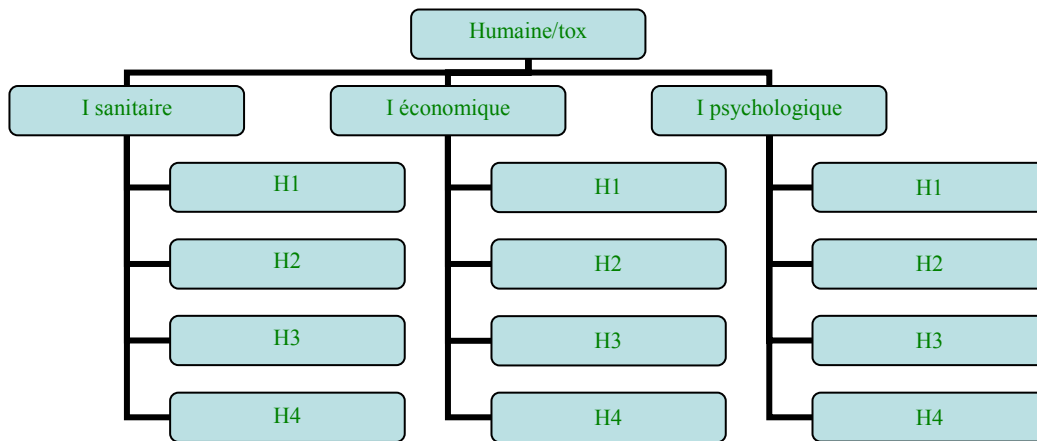 Humaine/tox
I sanitaire
I économique
I psychologique
H1
H1
H1
H2
H2
H2
H3
H3
H3
H4
H4
H4